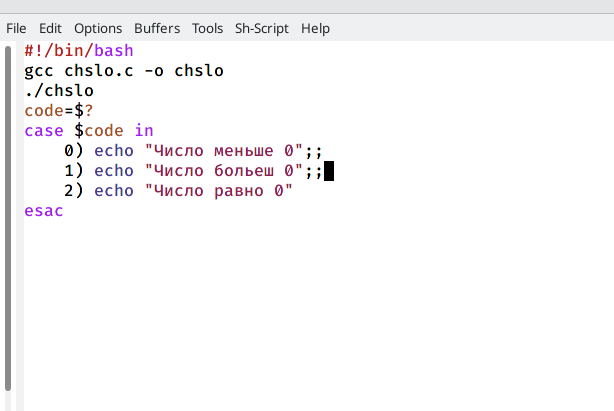 File Edit Options Buffers Tools Sh-Script Help
#!/bin/bash
gcc chslo.c -o chslo
./chslo
code=$?
case $code in
    0) echo "Число меньше 0";;
    1) echo "Число больеш 0";;
    2) echo "Число равно 0"
esac